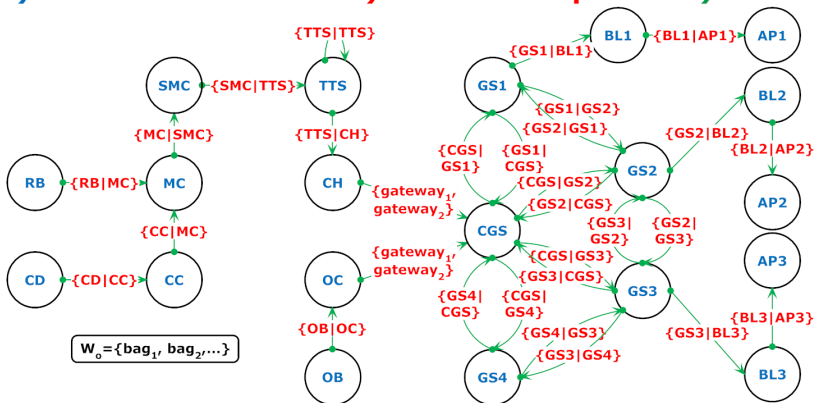 {TTS|TTS}
BL1
{BL1|AP1}
AP1
{GS1|BL1}
SMC
{SMC|TTS}
TTS
GS1
BL2
{GS1|GS2}
{GS2|GS1}
{MC|SMC}
{TTS|CH}
{GS2|BL2}
{BL2|AP2}
{CGS|
GS1}
{GS1|
CGS}
GS2
RB
{RB|MC}
MC
CH
{CGS|GS2}
{GS2|CGS}
{gateway₁,
gateway₂}
AP2
{CC|MC}
CGS
{GS3|
GS2}
{GS2|
GS3}
{gateway₁,
gateway₂}
{CGS|GS3}
{GS3|CGS}
AP3
CD
{CD|CC}
CC
OC
GS3
{GS4|
CGS}
{CGS|
GS4}
{OB|OC}
{GS4|GS3}
{GS3|GS4}
{GS3|BL3}
{BL3|AP3}
Wₒ={bag₁, bag₂,...}
OB
GS4
BL3